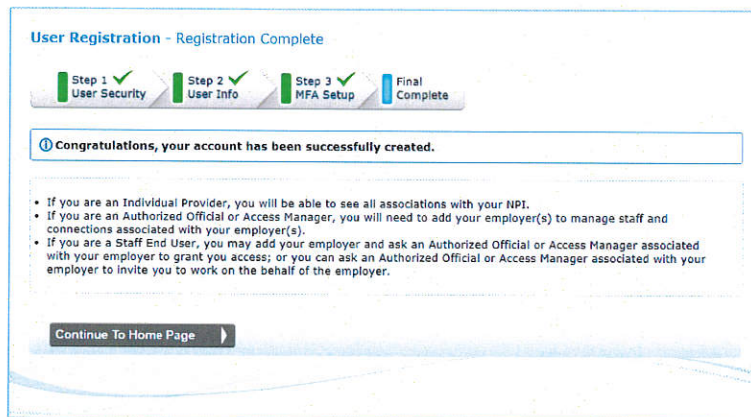 User Registration - Registration Complete
Step 1
User Security
Step 2
User Info
Step 3
MFA Setup
Final
Complete
Congratulations, your account has been successfully created.
• If you are an Individual Provider, you will be able to see all associations with your NPI.
• If you are an Authorized Official or Access Manager, you will need to add your employer(s) to manage staff and
connections associated with your employer(s).
• If you are a Staff End User, you may add your employer and ask an Authorized Official or Access Manager associated
with your employer to grant you access; or you can ask an Authorized Official or Access Manager associated with your
employer to invite you to work on the behalf of the employer.
Continue To Home Page